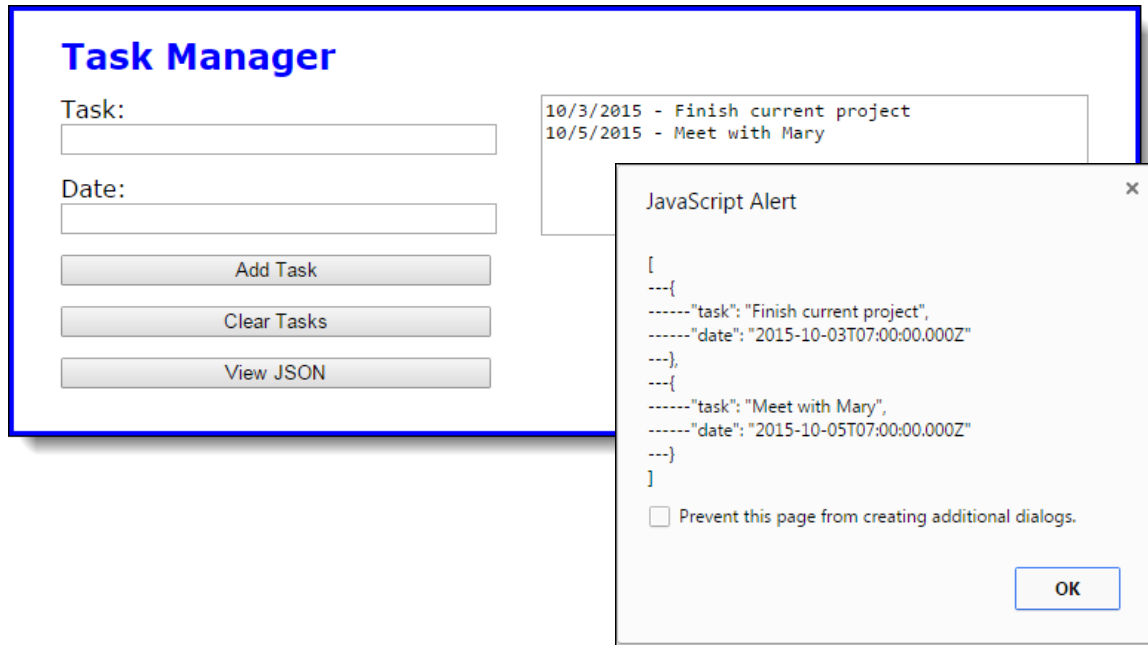 Task Manager
Task:
10/3/2015 - Finish current project
10/5/2015 - Meet with Mary
Date:
Add Task
Clear Tasks
View JSON
JavaScript Alert
×
[
---{
------"task": "Finish current project",
------"date": "2015-10-03T07:00:00.000Z"
---},
---{
------"task": "Meet with Mary",
------"date": "2015-10-05T07:00:00.000Z"
---}
]
Prevent this page from creating additional dialogs.
OK